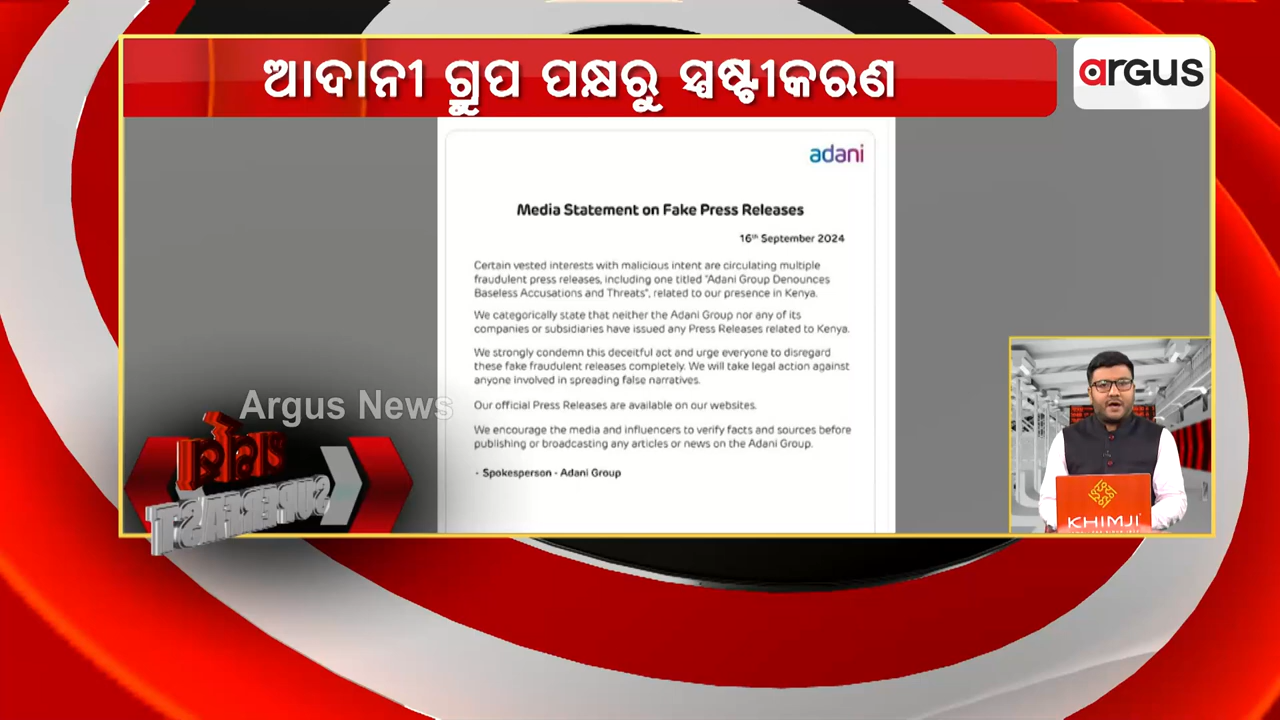 ଆଦାନୀ ଗ୍ରୁପ ପକ୍ଷରୁ ସ୍ପଷ୍ଟୀକରଣ
argus
adani
Media Statement on Fake Press Releases
16th September 2024
Certain vested interests with malicious intent are circulating multiple
fraudulent press releases, including one titled "Adani Group Denounces
Baseless Accusations and Threats", related to our presence in Kenya.
We categorically state that neither the Adani Group nor any of its
companies or subsidiaries have issued any Press Releases related to Kenya.
We strongly condemn this deceitful act and urge everyone to disregard
these fake fraudulent releases completely. We will take legal action against
anyone involved in spreading false narratives.
Our official Press Releases are available on our websites.
We encourage the media and influencers to verify facts and sources before
publishing or broadcasting any articles or news on the Adani Group.
- Spokesperson - Adani Group
Argus News
SUPERFAST
KHIMJI